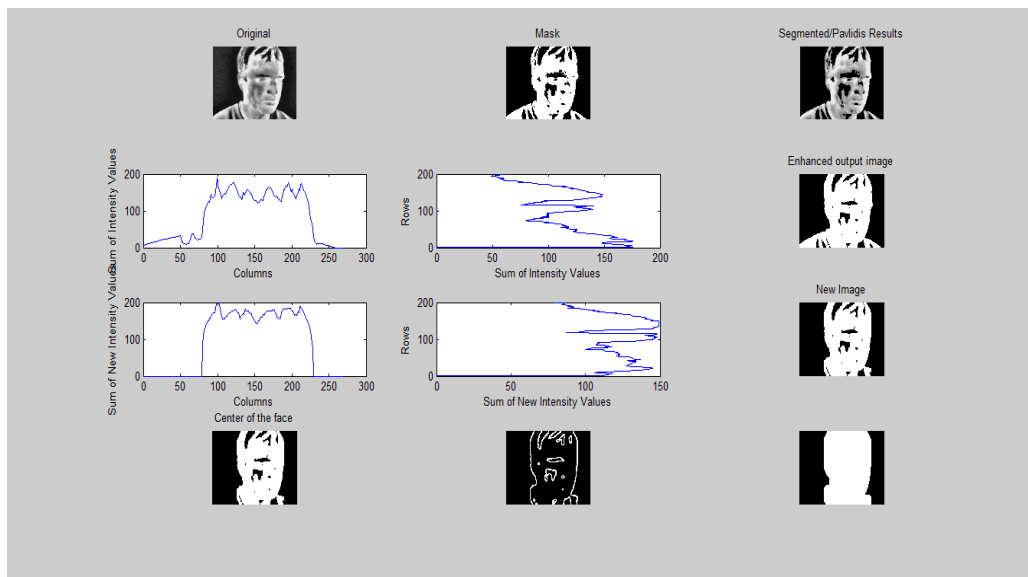 Original
Mask
Segmented/Pavlidis Results
Sum of Intensity Values
200
100
0
0 50 100 150 200 250 300
Columns
Rows
200
100
0
0 50 100 150 200
Sum of Intensity Values
Enhanced output image
Sum of New Intensity Values
200
100
0
0 50 100 150 200 250 300
Columns
Rows
200
100
0
0 50 100 150
Sum of New Intensity Values
New Image
Center of the face